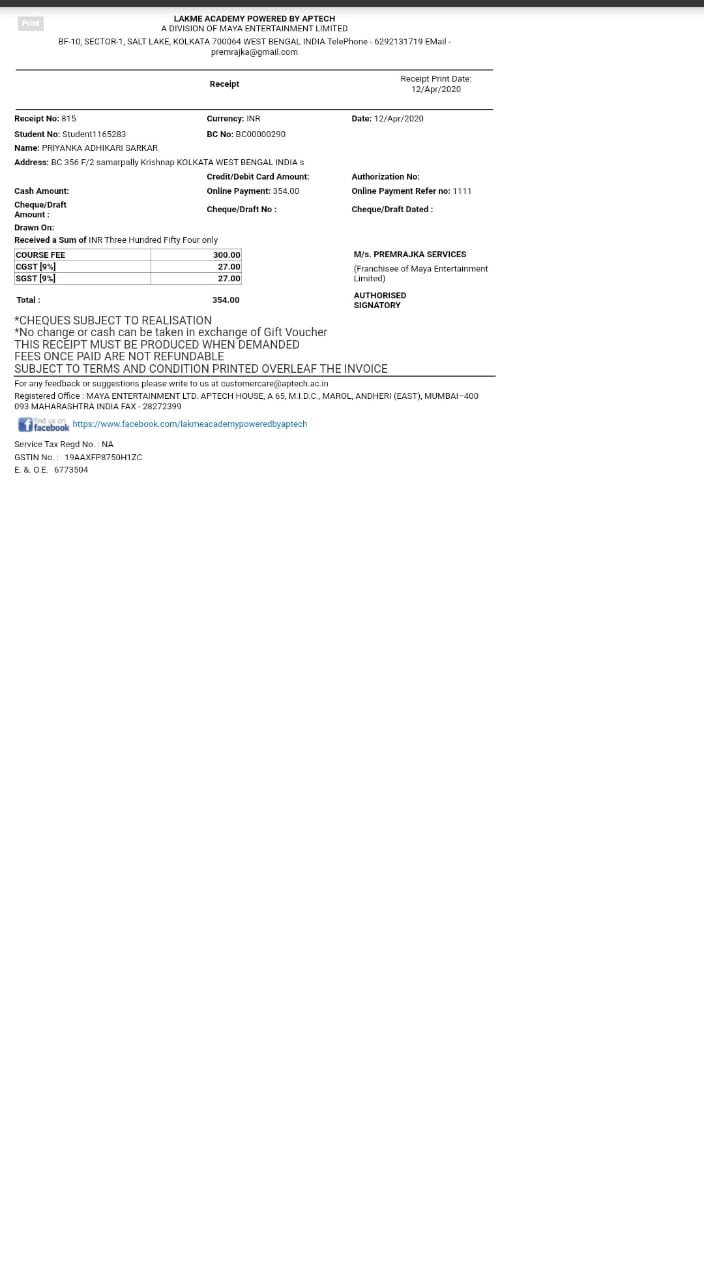 Print
LAKME ACADEMY POWERED BY APTECH
A DIVISION OF MAYA ENTERTAINMENT LIMITED
BF-10, SECTOR-1, SALT LAKE, KOLKATA 700064 WEST BENGAL INDIA TelePhone - 6292131719 EMail -
premrajka@gmail.com
Receipt
Receipt Print Date:
12/Apr/2020
Receipt No: 815 Currency: INR Date: 12/Apr/2020
Student No: Student1165283 BC No: BC00000290
Name: PRIYANKA ADHIKARI SARKAR
Address: BC 356 F/2 samarpally Krishnap KOLKATA WEST BENGAL INDIA s
Credit/Debit Card Amount: Authorization No:
Cash Amount: Online Payment: 354.00 Online Payment Refer no: 1111
Cheque/Draft
Amount : Cheque/Draft No : Cheque/Draft Dated :
Drawn On:
Received a Sum of INR Three Hundred Fifty Four only
COURSE FEE 300.00
CGST [9%] 27.00
SGST [9%] 27.00
Total : 354.00
M/s. PREMRAJKA SERVICES
(Franchisee of Maya Entertainment
Limited)
AUTHORISED
SIGNATORY
*CHEQUES SUBJECT TO REALISATION
*No change or cash can be taken in exchange of Gift Voucher
THIS RECEIPT MUST BE PRODUCED WHEN DEMANDED
FEES ONCE PAID ARE NOT REFUNDABLE
SUBJECT TO TERMS AND CONDITION PRINTED OVERLEAF THE INVOICE
For any feedback or suggestions please write to us at customercare@aptech.ac.in
Registered Office : MAYA ENTERTAINMENT LTD. APTECH HOUSE, A 65, M.I.D.C., MAROL, ANDHERI (EAST), MUMBAI–400
093 MAHARASHTRA INDIA FAX - 28272399
find us on
facebook https://www.facebook.com/lakmeacademypoweredbyaptech
Service Tax Regd No. : NA
GSTIN No. : 19AAXFP8750H1ZC
E. &. O.E. 6773504